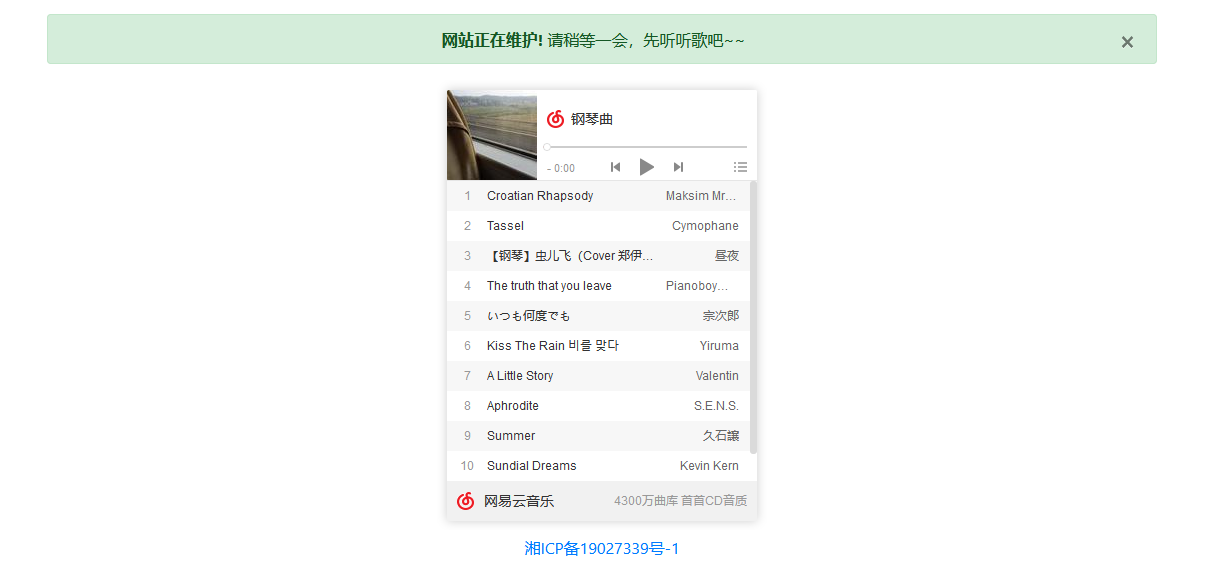 网站正在维护! 请稍等一会，先听听歌吧~~ ×
钢琴曲
- 0:00
1 Croatian Rhapsody Maksim Mr...
2 Tassel Cymophane
3 【钢琴】虫儿飞（Cover 郑伊... 昼夜
4 The truth that you leave Pianoboy...
5 いつも何度でも 宗次郎
6 Kiss The Rain 비를 맞다 Yiruma
7 A Little Story Valentin
8 Aphrodite S.E.N.S.
9 Summer 久石譲
10 Sundial Dreams Kevin Kern
网易云音乐 4300万曲库 首首CD音质
湘ICP备19027339号-1